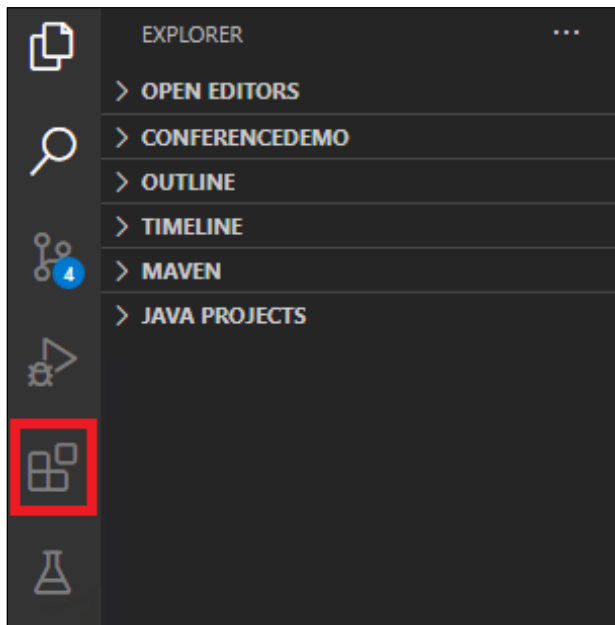 EXPLORER
OPEN EDITORS
CONFERENCEDEMO
OUTLINE
TIMELINE
4
MAVEN
JAVA PROJECTS